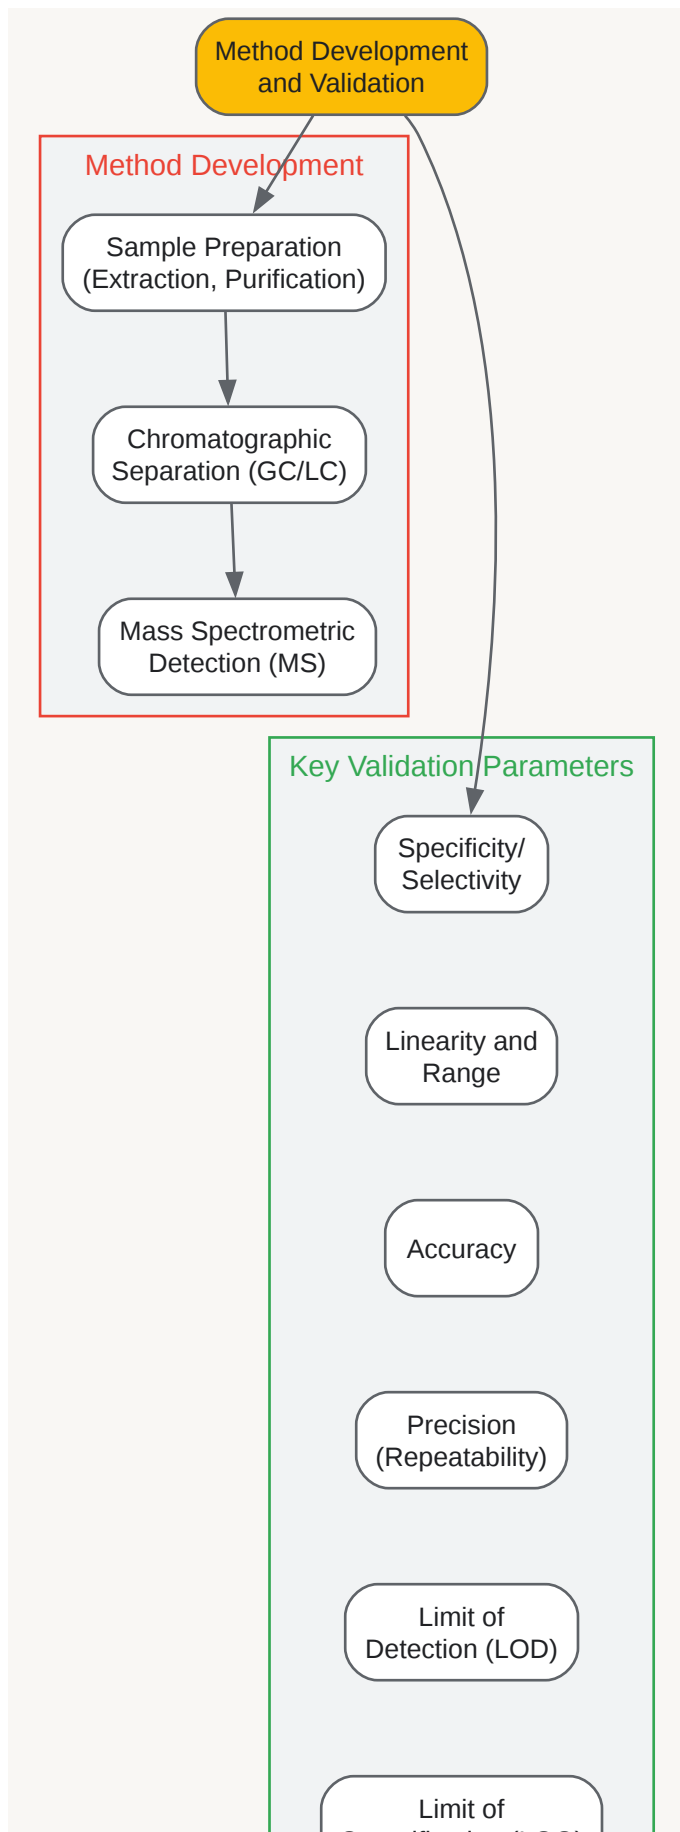 Method Development
and Validation
Method Development
Sample Preparation
(Extraction, Purification)
Chromatographic
Separation (GC/LC)
Mass Spectrometric
Detection (MS)
Key Validation Parameters
Specificity/
Selectivity
Linearity and
Range
Accuracy
Precision
(Repeatability)
Limit of
Detection (LOD)
Limit of